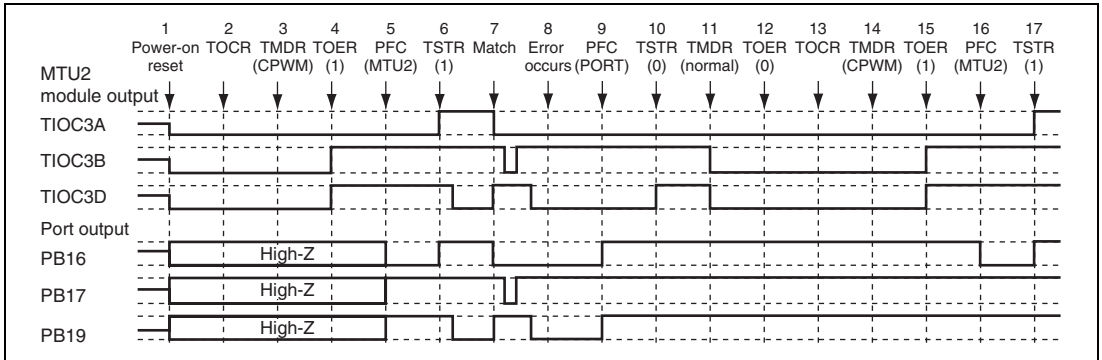 1 2 3 4 5 6 7 8 9 10 11 12 13 14 15 16 17
Power-on TOCR TMDR TOER PFC TSTR Match Error PFC TSTR TMDR TOER TOCR TMDR TOER PFC TSTR
reset (CPWM) (1) (MTU2) (1) occurs (PORT) (0) (normal) (0) (CPWM) (1) (MTU2) (1)
MTU2
module output
TIOC3A
TIOC3B
TIOC3D
Port output
PB16 High-Z
PB17 High-Z
PB19 High-Z